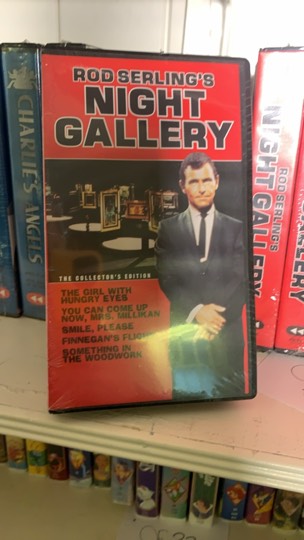 ROD SERLING'S
NIGHT
GALLERY
THE COLLECTOR'S EDITION
THE GIRL WITH
HUNGRY EYES
YOU CAN COME UP
NOW, MRS. MILLIKAN
SMILE, PLEASE
FINNEGAN'S FLIGHT
SOMETHING IN
THE WOODWORK
CHARLIE'S ANGELS
ROD SERLING'S
NIGHT GALLERY